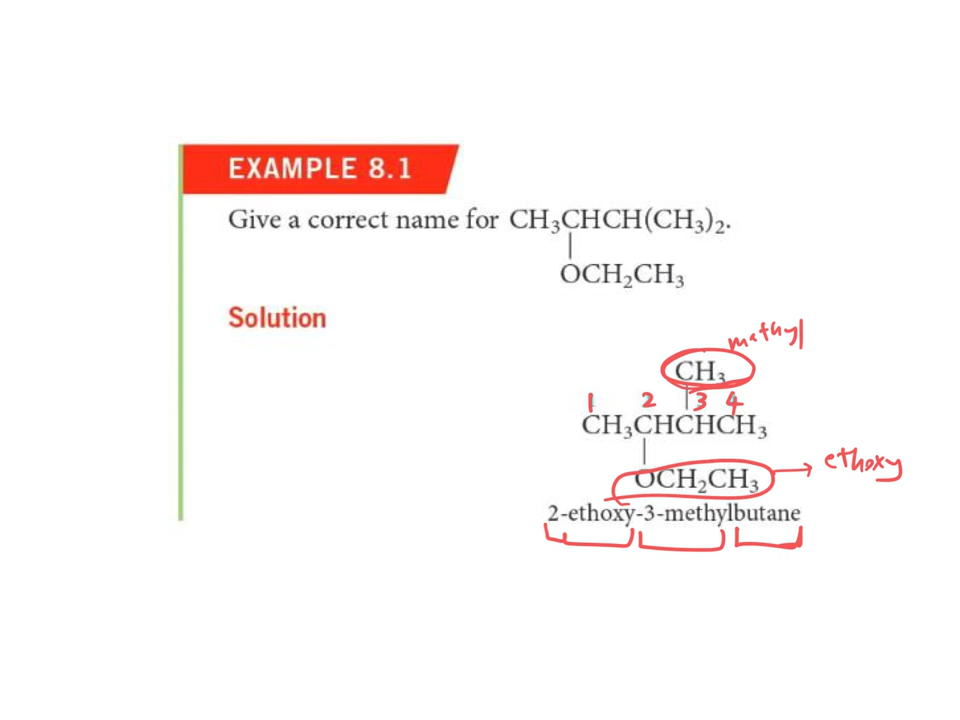 EXAMPLE 8.1
Give a correct name for CH₃CHCH(CH₃)₂.
OCH₂CH₃
Solution
methyl
CH₃
1 2 3 4
CH₃CHCHCH₃
OCH₂CH₃ → ethoxy
2-ethoxy-3-methylbutane